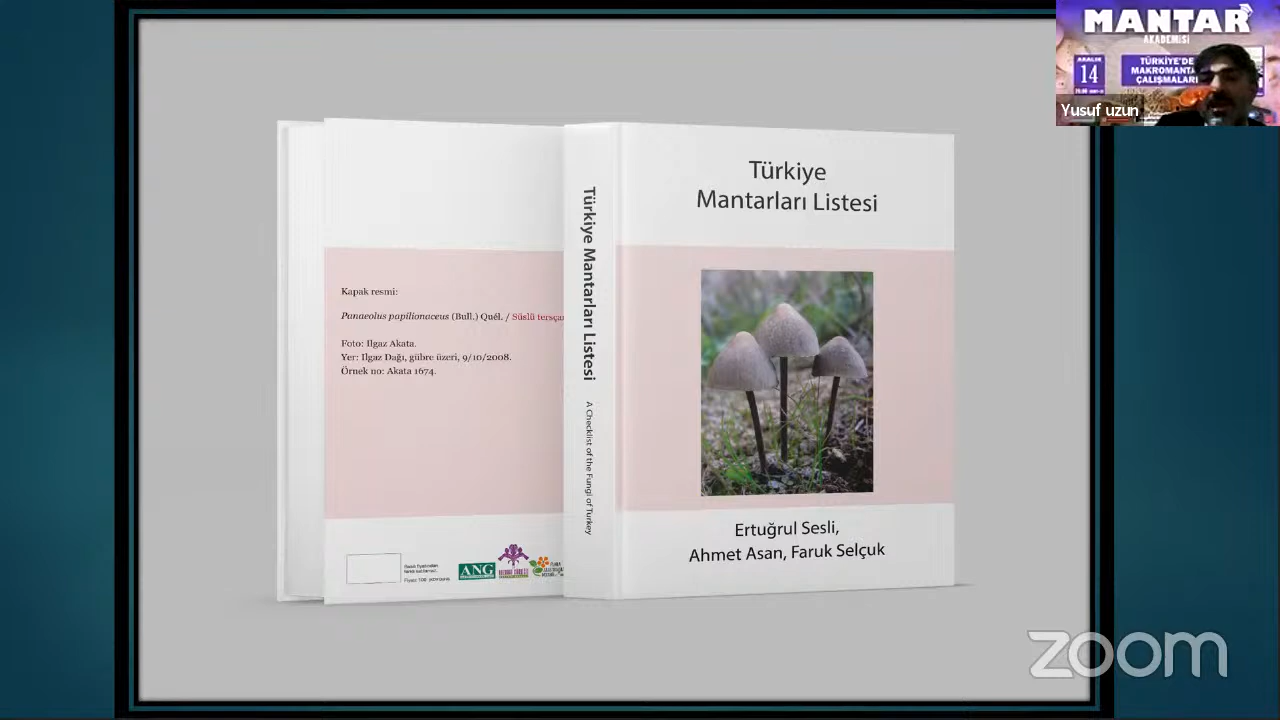 MANTAR
AKADEMİSİ
ARALIK
14
TÜRKİYE'DE
MAKROMANTA
ÇALIŞMALARI
Yusuf uzun
Türkiye
Mantarları Listesi
Ertuğrul Sesli,
Ahmet Asan, Faruk Selçuk
Türkiye Mantarları Listesi
A Checklist of the Fungi of Turkey
Kapak resmi:
Panaeolus papilionaceus (Bull.) Quél. / Süslü tersçan
Foto: Ilgaz Akata.
Yer: Ilgaz Dağı, gübre üzeri, 9/10/2008.
Örnek no: Akata 1674.
ANG
zoom